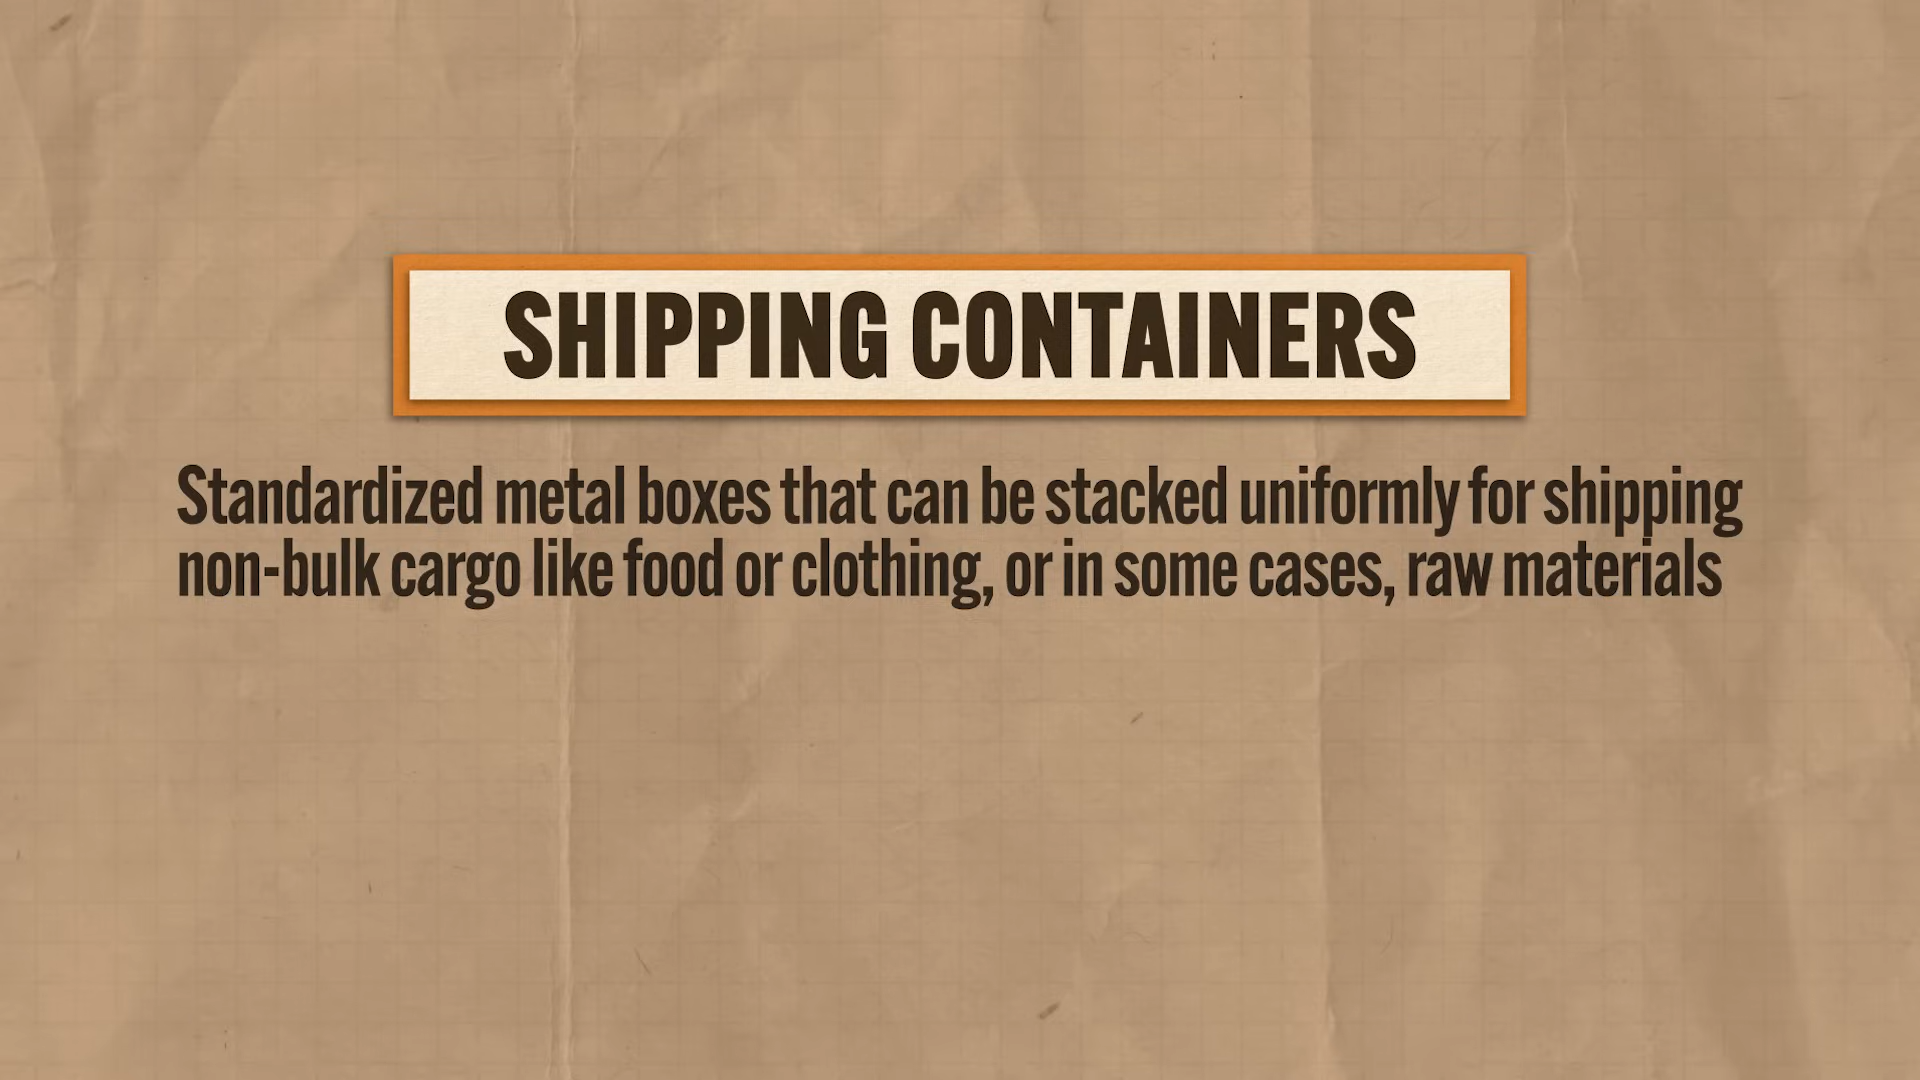 SHIPPING CONTAINERS
Standardized metal boxes that can be stacked uniformly for shipping
non-bulk cargo like food or clothing, or in some cases, raw materials